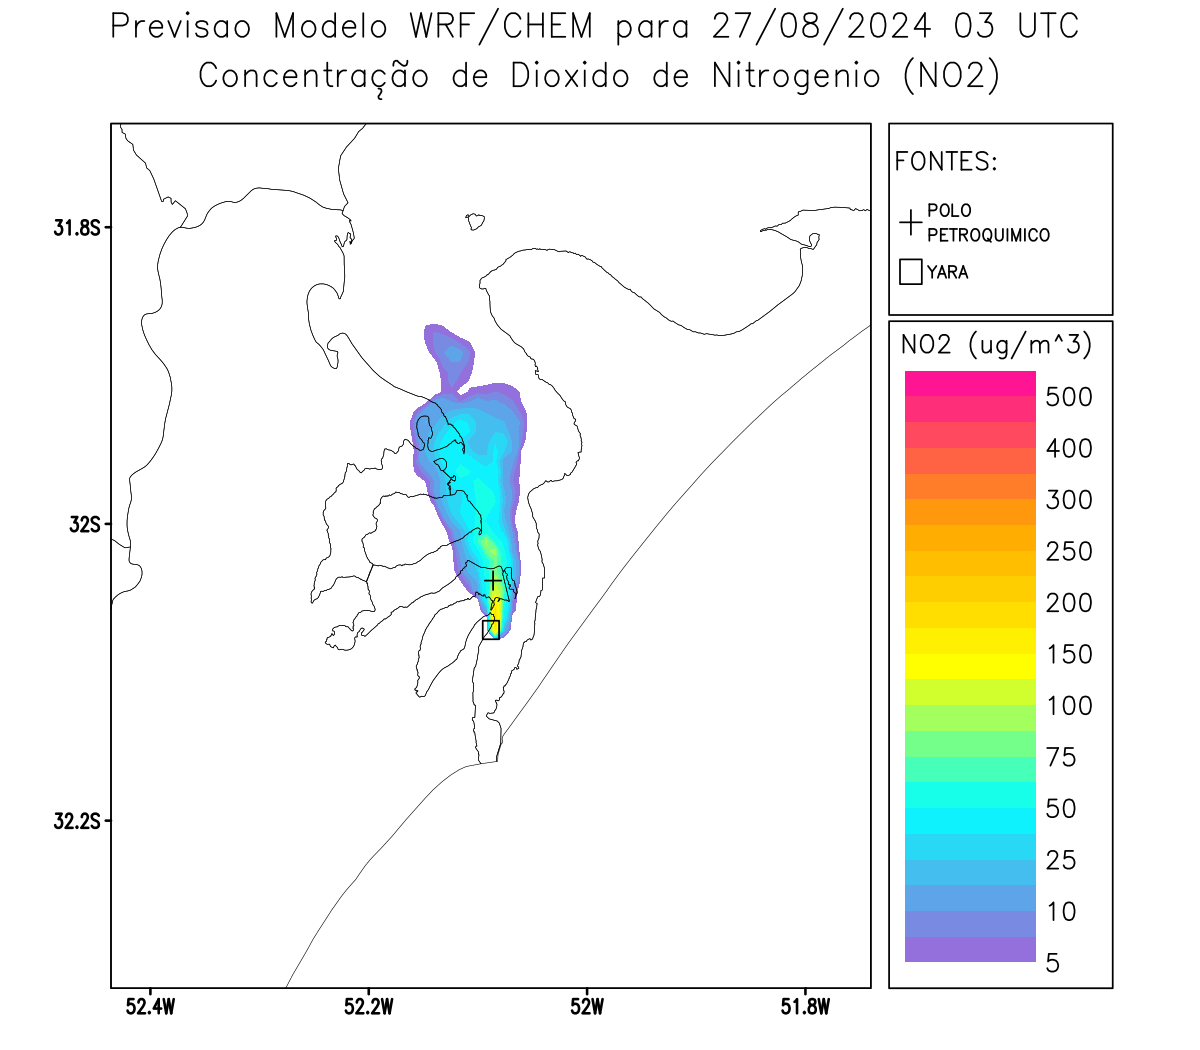 Previsao Modelo WRF/CHEM para 27/08/2024 03 UTC
Concentração de Dioxido de Nitrogenio (NO2)
FONTES:
POLO
PETROQUIMICO
YARA
31.8S
32S
32.2S
52.4W
52.2W
52W
51.8W
NO2 (ug/m^3)
500
400
300
250
200
150
100
75
50
25
10
5